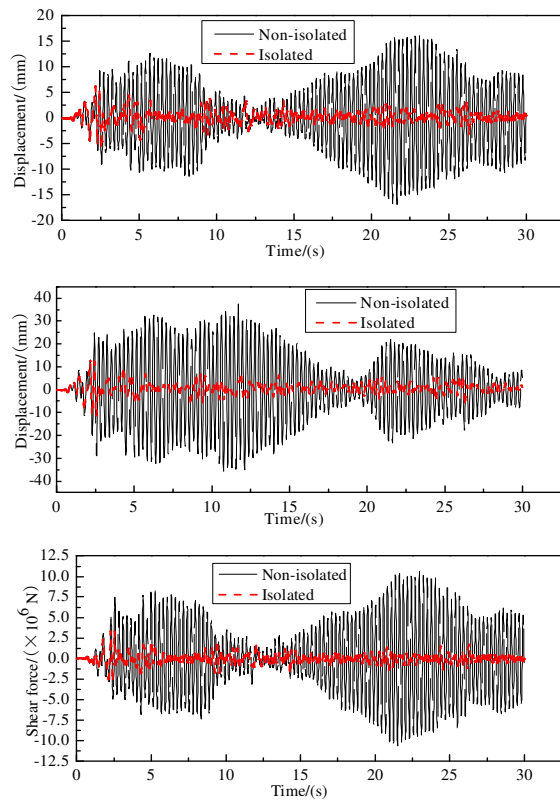 20
15
10
5
0
-5
-10
-15
-20
Displacement/(mm)
Non-isolated
Isolated
0 5 10 15 20 25 30
Time/(s)
40
30
20
10
0
-10
-20
-30
-40
Displacement/(mm)
Non-isolated
Isolated
0 5 10 15 20 25 30
Time/(s)
12.5
10.0
7.5
5.0
2.5
0.0
-2.5
-5.0
-7.5
-10.0
-12.5
Shear force/(×10⁶ N)
Non-isolated
Isolated
0 5 10 15 20 25 30
Time/(s)